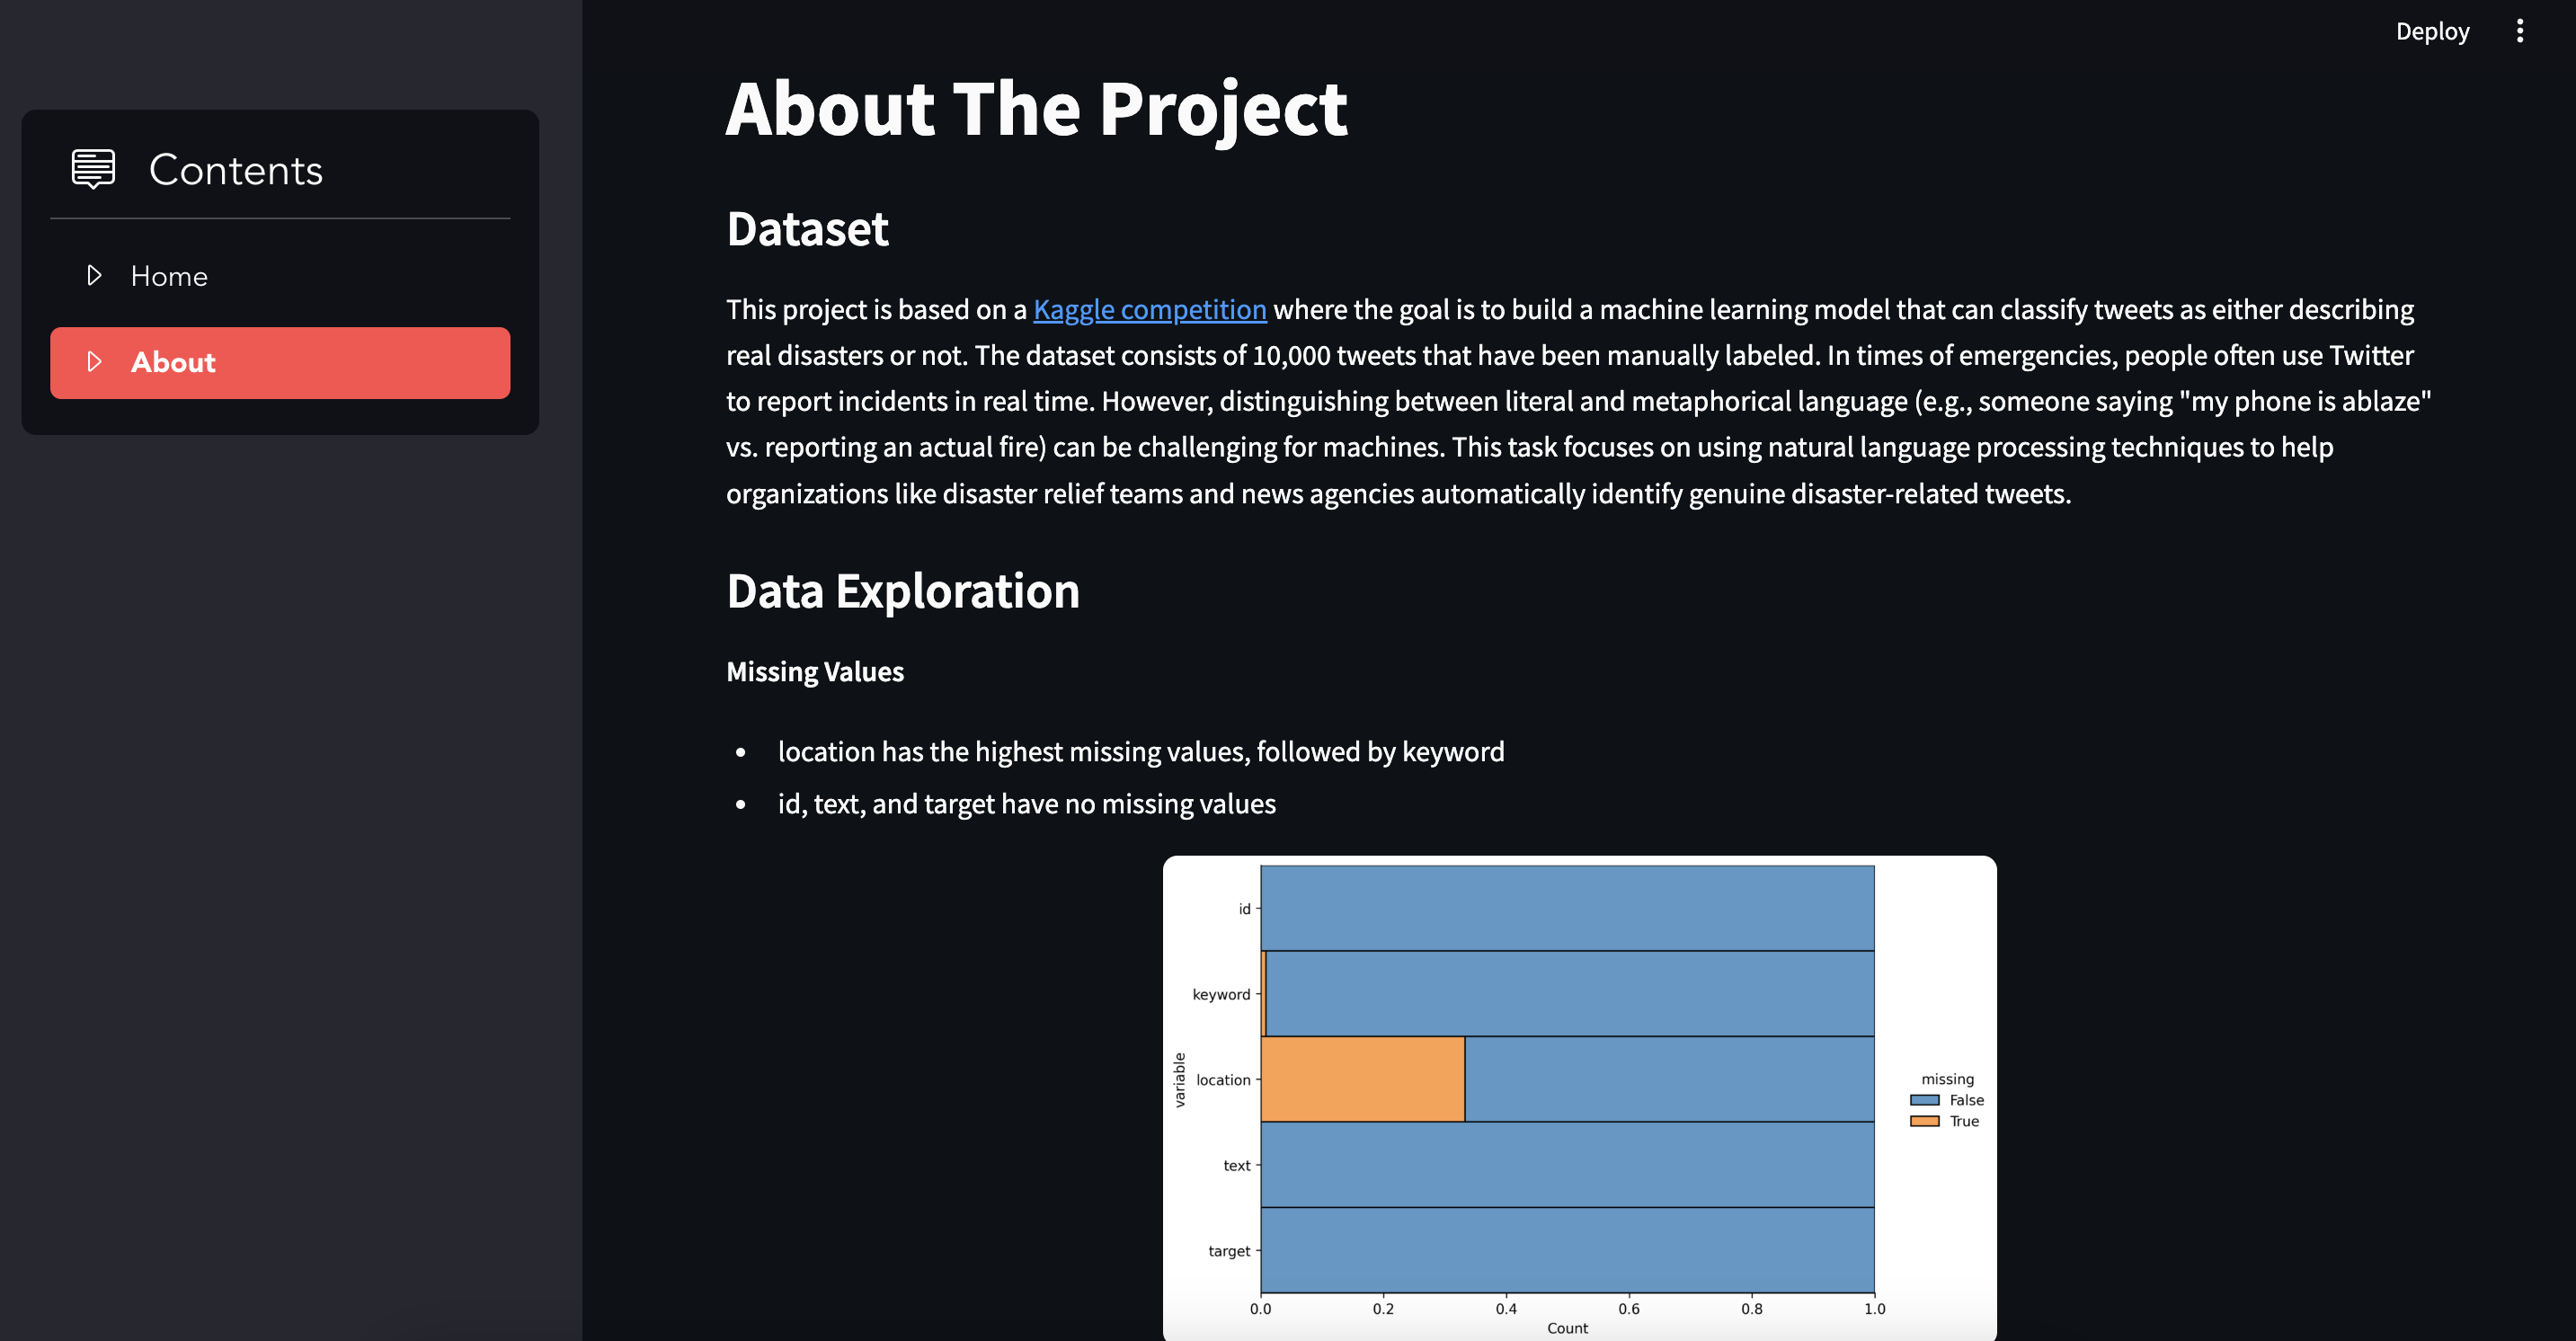 Deploy
Contents
Home
About
About The Project
Dataset
This project is based on a Kaggle competition where the goal is to build a machine learning model that can classify tweets as either describing
real disasters or not. The dataset consists of 10,000 tweets that have been manually labeled. In times of emergencies, people often use Twitter
to report incidents in real time. However, distinguishing between literal and metaphorical language (e.g., someone saying "my phone is ablaze"
vs. reporting an actual fire) can be challenging for machines. This task focuses on using natural language processing techniques to help
organizations like disaster relief teams and news agencies automatically identify genuine disaster-related tweets.
Data Exploration
Missing Values
• location has the highest missing values, followed by keyword
• id, text, and target have no missing values
id
keyword
location
text
target
variable
missing
False
True
0.0 0.2 0.4 0.6 0.8 1.0
Count